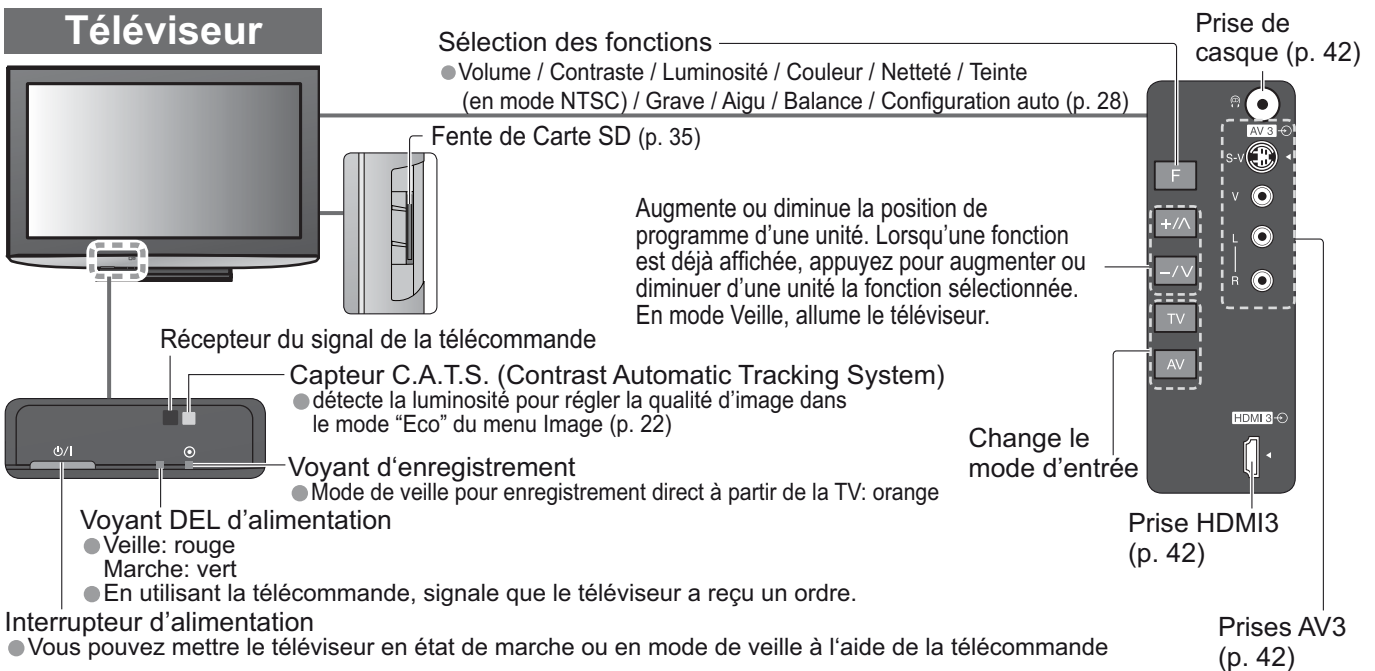 Téléviseur
Sélection des fonctions
●Volume / Contraste / Luminosité / Couleur / Netteté / Teinte
(en mode NTSC) / Grave / Aigu / Balance / Configuration auto (p. 28)
Fente de Carte SD (p. 35)
Augmente ou diminue la position de
programme d'une unité. Lorsqu'une fonction
est déjà affichée, appuyez pour augmenter ou
diminuer d'une unité la fonction sélectionnée.
En mode Veille, allume le téléviseur.
Prise de
casque (p. 42)
AV 3
S-V
V
L
R
F
+/∧
−/∨
TV
AV
HDMI 3
Change le
mode d'entrée
Prise HDMI3
(p. 42)
Prises AV3
(p. 42)
Récepteur du signal de la télécommande
Capteur C.A.T.S. (Contrast Automatic Tracking System)
●détecte la luminosité pour régler la qualité d'image dans
le mode “Eco” du menu Image (p. 22)
⏻/I
Voyant d‘enregistrement
●Mode de veille pour enregistrement direct à partir de la TV: orange
Voyant DEL d’alimentation
●Veille: rouge
Marche: vert
●En utilisant la télécommande, signale que le téléviseur a reçu un ordre.
Interrupteur d’alimentation
●Vous pouvez mettre le téléviseur en état de marche ou en mode de veille à l‘aide de la télécommande